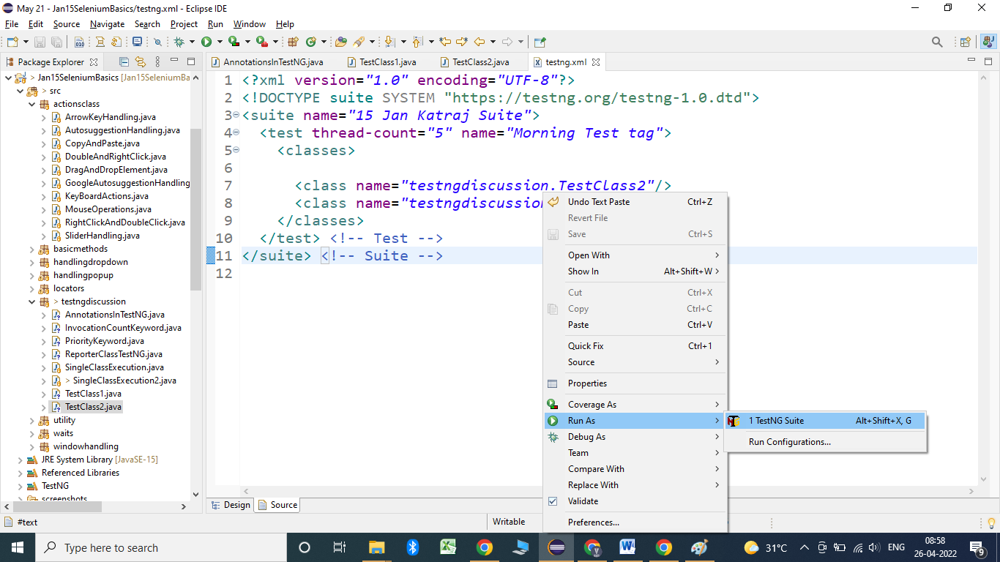 May 21 - Jan15SeleniumBasics/testng.xml - Eclipse IDE
File Edit Source Navigate Search Project Run Window Help
Package Explorer
AnnotationsInTestNG.java TestClass1.java TestClass2.java testng.xml
> Jan15SeleniumBasics [Jan15SeleniumBa
> src
actionsclass
ArrowKeyHandling.java
AutosuggestionHandling.java
CopyAndPaste.java
DoubleAndRightClick.java
DragAndDropElement.java
GoogleAutosuggestionHandling
KeyBoardActions.java
MouseOperations.java
RightClickAndDoubleClick.java
SliderHandling.java
basicmethods
handlingdropdown
handlingpopup
locators
> testngdiscussion
AnnotationsInTestNG.java
InvocationCountKeyword.java
PriorityKeyword.java
ReporterClassTestNG.java
SingleClassExecution.java
> SingleClassExecution2.java
TestClass1.java
TestClass2.java
utility
waits
windowhandling
JRE System Library [JavaSE-15]
Referenced Libraries
TestNG
screenshots
1 <?xml version="1.0" encoding="UTF-8"?>
2 <!DOCTYPE suite SYSTEM "https://testng.org/testng-1.0.dtd">
3 <suite name="15 Jan Katraj Suite">
4 <test thread-count="5" name="Morning Test tag">
5 <classes>
6
7 <class name="testngdiscussion.TestClass2"/>
8 <class name="testngdiscussion
9 </classes>
10 </test> <!-- Test -->
11 </suite> <!-- Suite -->
12
Undo Text Paste Ctrl+Z
Revert File
Save Ctrl+S
Open With
Show In Alt+Shift+W
Cut Ctrl+X
Copy Ctrl+C
Paste Ctrl+V
Quick Fix Ctrl+1
Source
Properties
Coverage As
Run As
Debug As
Team
Compare With
Replace With
Validate
Preferences...
1 TestNG Suite Alt+Shift+X, G
Run Configurations...
Design Source
#text Writable
Type here to search
31°C ENG
08:58
26-04-2022
9